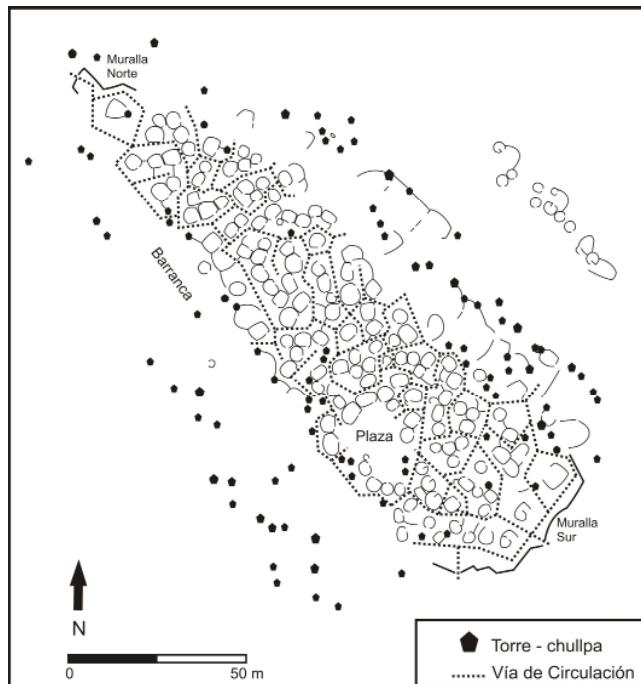 Muralla
Norte
Barranca
Plaza
Muralla
Sur
N
0 50 m
Torre - chullpa
Vía de Circulación